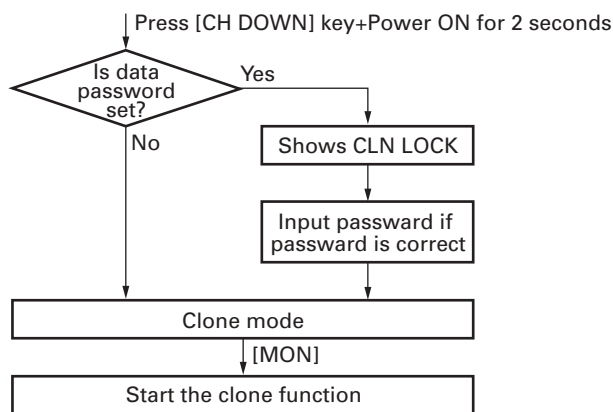 Press [CH DOWN] key+Power ON for 2 seconds
Is data
password
set?
Yes
No
Shows CLN LOCK
Input passward if
passward is correct
Clone mode
[MON]
Start the clone function